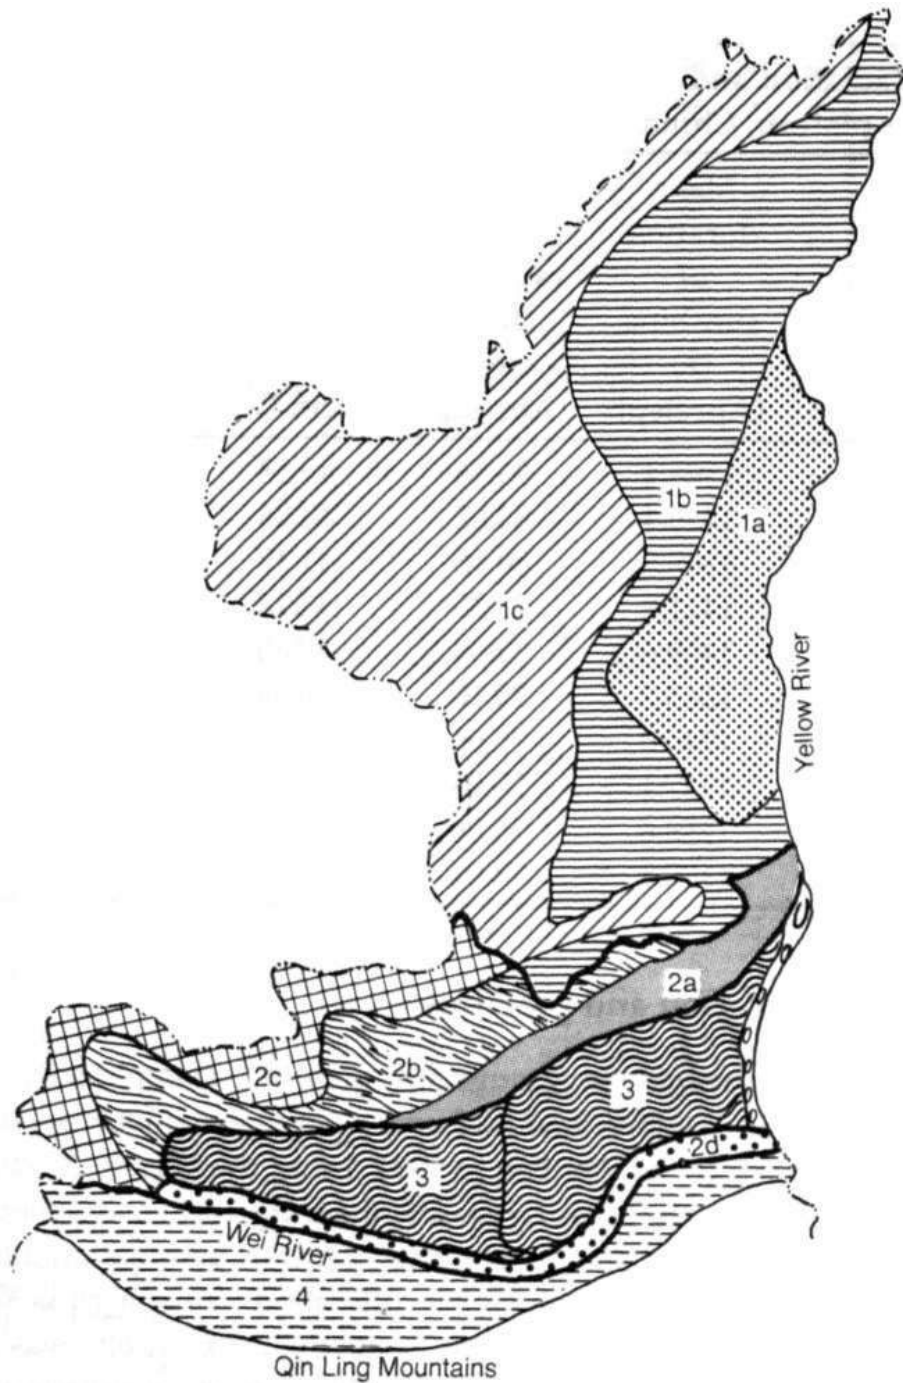 1b
1a
1c
Yellow River
2a
2b
2c
3
3
2d
Wei River
4
Qin Ling Mountains